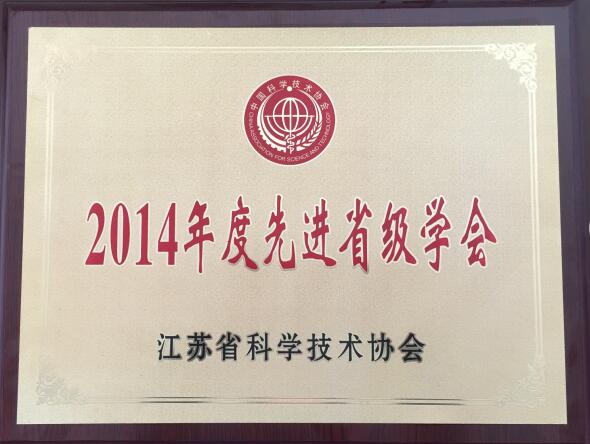 中国科学技术协会
CHINA ASSOCIATION FOR SCIENCE AND TECHNOLOGY
2014年度先进省级学会
江苏省科学技术协会